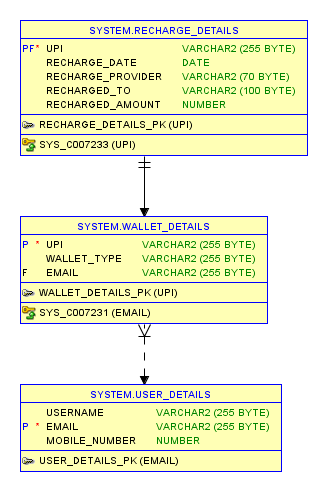 SYSTEM.RECHARGE_DETAILS
PF* UPI VARCHAR2 (255 BYTE)
RECHARGE_DATE DATE
RECHARGE_PROVIDER VARCHAR2 (70 BYTE)
RECHARGED_TO VARCHAR2 (100 BYTE)
RECHARGED_AMOUNT NUMBER
RECHARGE_DETAILS_PK (UPI)
SYS_C007233 (UPI)
SYSTEM.WALLET_DETAILS
P * UPI VARCHAR2 (255 BYTE)
WALLET_TYPE VARCHAR2 (255 BYTE)
F EMAIL VARCHAR2 (255 BYTE)
WALLET_DETAILS_PK (UPI)
SYS_C007231 (EMAIL)
SYSTEM.USER_DETAILS
USERNAME VARCHAR2 (255 BYTE)
P * EMAIL VARCHAR2 (255 BYTE)
MOBILE_NUMBER NUMBER
USER_DETAILS_PK (EMAIL)